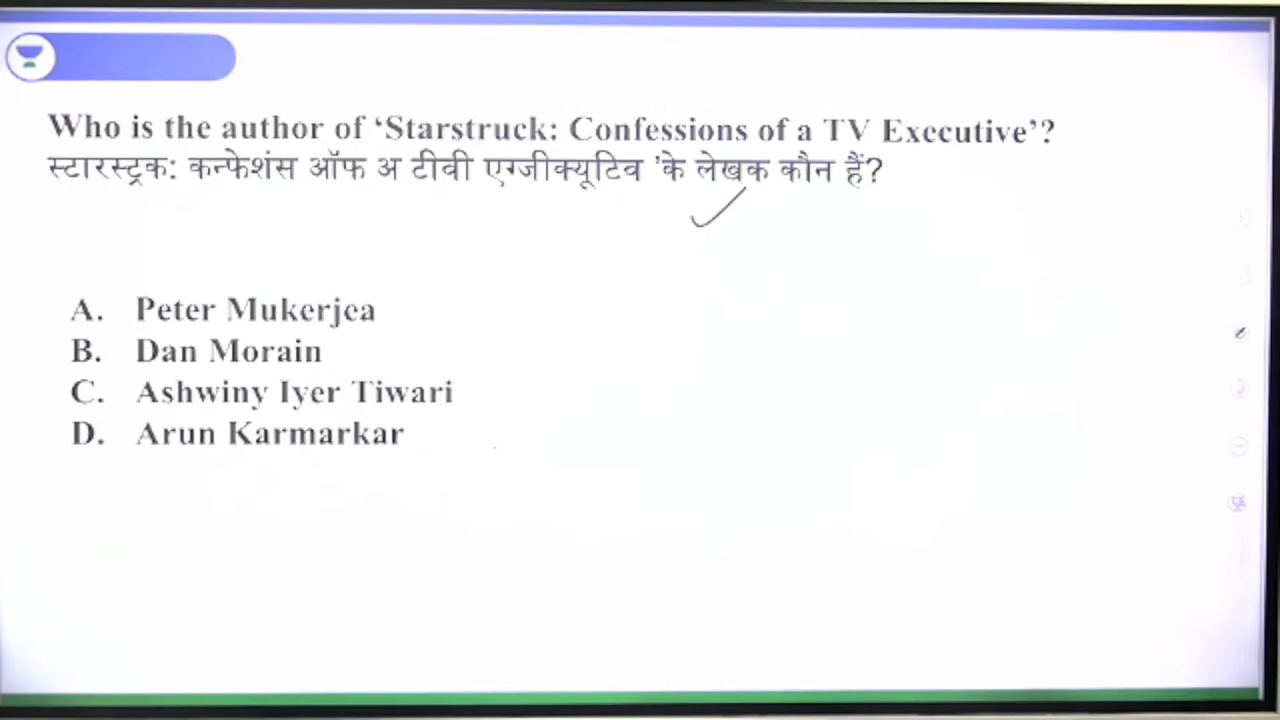 Who is the author of ‘Starstruck: Confessions of a TV Executive’?
स्टारस्ट्रक: कन्फेशंस ऑफ अ टीवी एग्जीक्यूटिव 'के लेखक कौन हैं?
A. Peter Mukerjea
B. Dan Morain
C. Ashwiny Iyer Tiwari
D. Arun Karmarkar